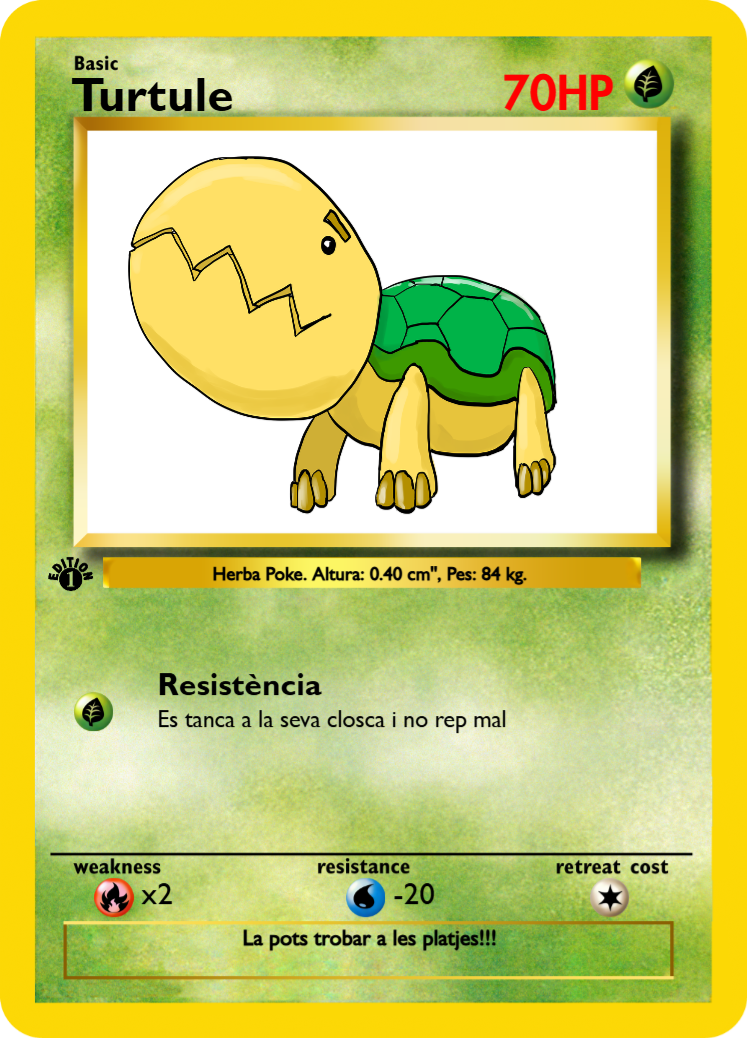 Basic
Turtule 70HP
EDITION 1
Herba Poke. Altura: 0.40 cm", Pes: 84 kg.
Resistència
Es tanca a la seva closca i no rep mal
weakness resistance retreat cost
x2 -20
La pots trobar a les platjes!!!